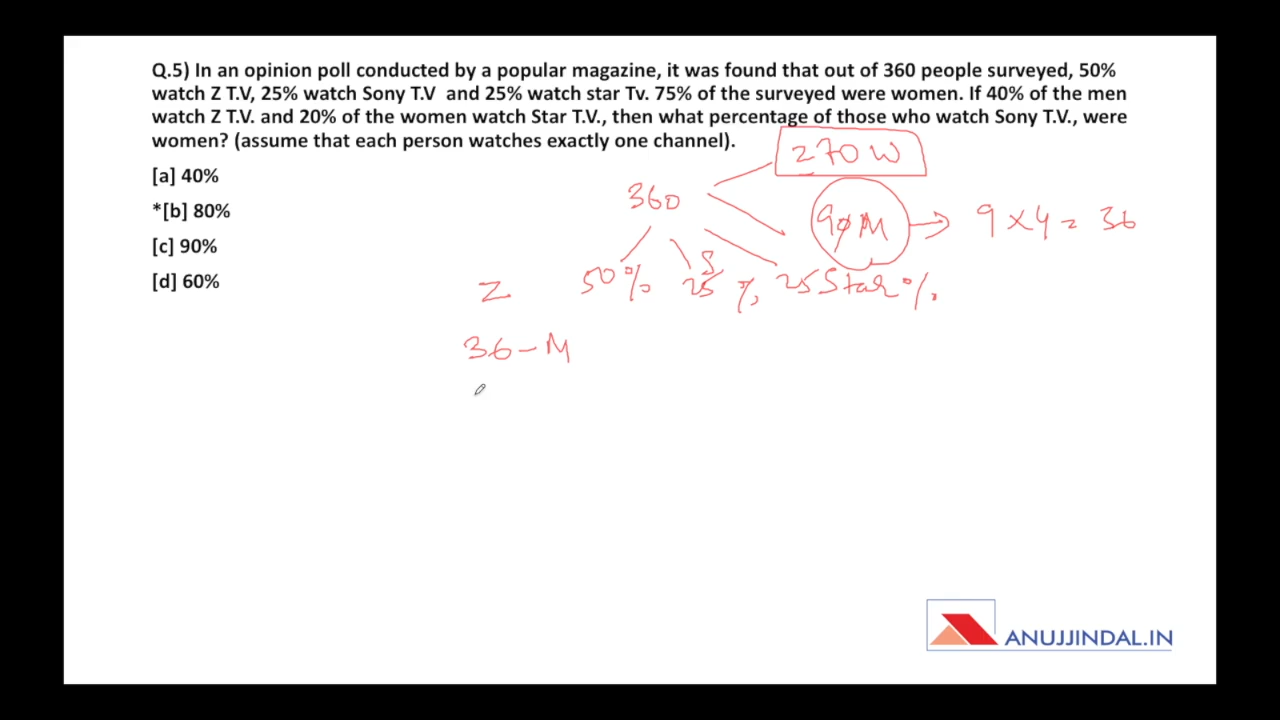 Q.5) In an opinion poll conducted by a popular magazine, it was found that out of 360 people surveyed, 50%
watch Z T.V, 25% watch Sony T.V and 25% watch star Tv. 75% of the surveyed were women. If 40% of the men
watch Z T.V. and 20% of the women watch Star T.V., then what percentage of those who watch Sony T.V., were
women? (assume that each person watches exactly one channel).
270 W
[a] 40%
360
*[b] 80%
90 M → 9 × 4 = 36
[c] 90%
S
[d] 60%
Z 50% 25 % 25 Star %
36 - M
ANUJJINDAL.IN